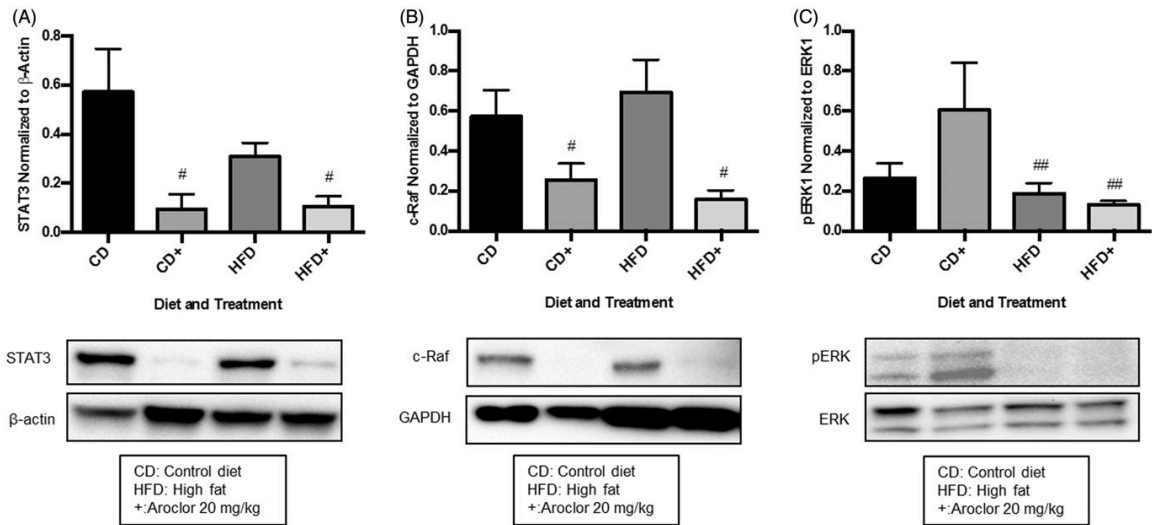 (A)
STAT3 Normalized to β-Actin
0.8
0.6
0.4
0.2
0.0
#
#
CD
CD+
HFD
HFD+
Diet and Treatment
STAT3
β-actin
CD: Control diet
HFD: High fat
+:Aroclor 20 mg/kg
(B)
c-Raf Normalized to GAPDH
1.0
0.8
0.6
0.4
0.2
0.0
#
#
CD
CD+
HFD
HFD+
Diet and Treatment
c-Raf
GAPDH
CD: Control diet
HFD: High fat
+:Aroclor 20 mg/kg
(C)
pERK1 Normalized to ERK1
1.0
0.8
0.6
0.4
0.2
0.0
##
##
CD
CD+
HFD
HFD+
Diet and Treatment
pERK
ERK
CD: Control diet
HFD: High fat
+:Aroclor 20 mg/kg